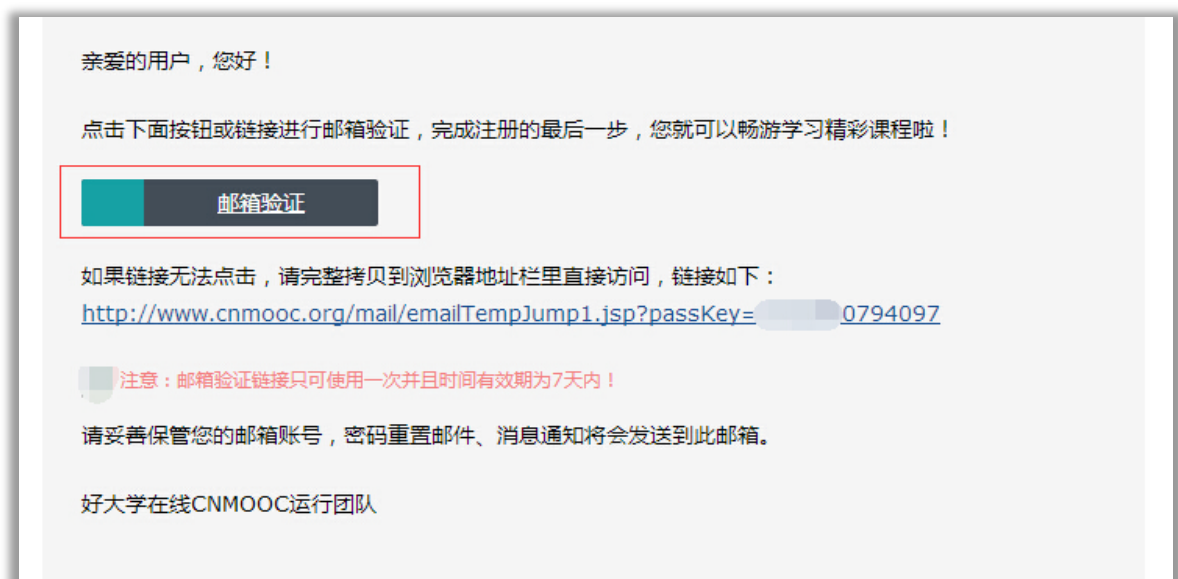 亲爱的用户，您好！
点击下面按钮或链接进行邮箱验证，完成注册的最后一步，您就可以畅游学习精彩课程啦！
邮箱验证
如果链接无法点击，请完整拷贝到浏览器地址栏里直接访问，链接如下：
http://www.cnmooc.org/mail/emailTempJump1.jsp?passKey= 0794097
注意：邮箱验证链接只可使用一次并且时间有效期为7天内！
请妥善保管您的邮箱账号，密码重置邮件、消息通知将会发送到此邮箱。
好大学在线CNMOOC运行团队